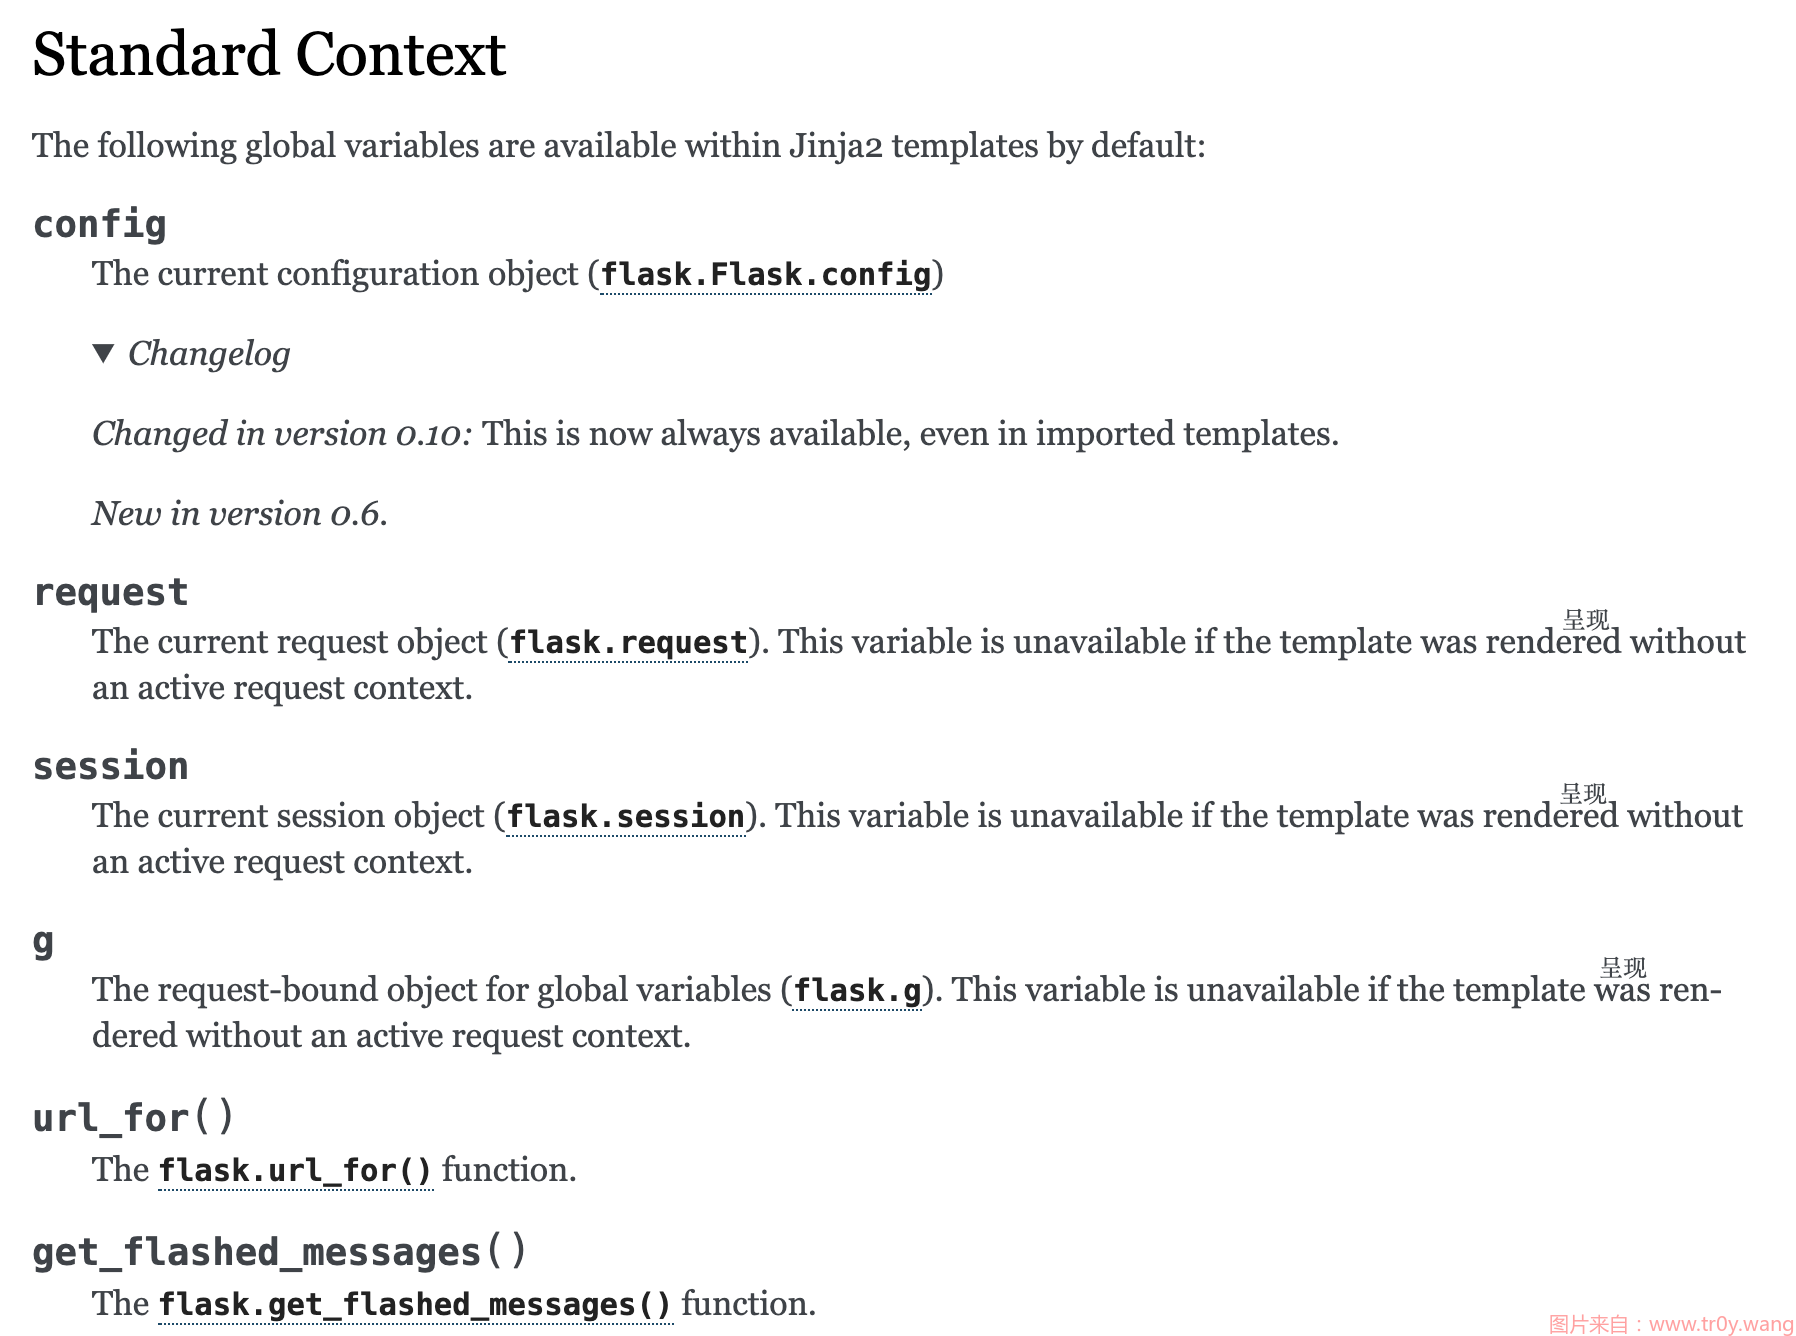 Standard Context
The following global variables are available within Jinja2 templates by default:
config
The current configuration object (flask.Flask.config)
▼ Changelog
Changed in version 0.10: This is now always available, even in imported templates.
New in version 0.6.
request
呈现
The current request object (flask.request). This variable is unavailable if the template was rendered without
an active request context.
session
呈现
The current session object (flask.session). This variable is unavailable if the template was rendered without
an active request context.
g
呈现
The request-bound object for global variables (flask.g). This variable is unavailable if the template was ren-
dered without an active request context.
url_for()
The flask.url_for() function.
get_flashed_messages()
The flask.get_flashed_messages() function.
图片来自：www.tr0y.wang